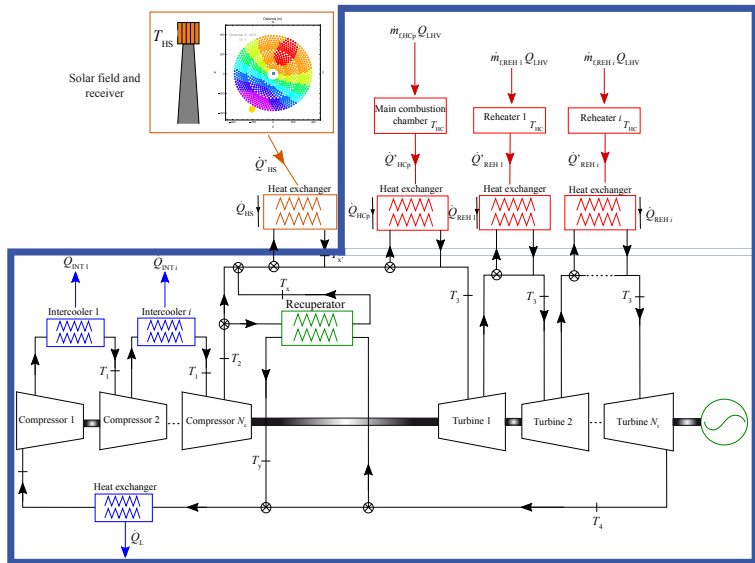 T_HS
Solar field and
receiver
Q̇'_HS
Heat exchanger
Q̇_HS
ṁ_f,HCp Q_LHV
ṁ_f,REH 1 Q_LHV
ṁ_f,REH i Q_LHV
Main combustion
chamber T_HC
Reheater 1
T_HC
Reheater i
T_HC
Q̇'_HCp
Q̇'_REH 1
Q̇'_REH i
Heat exchanger
Heat exchanger
Heat exchanger
Q̇_HCp
Q̇_REH 1
Q̇_REH i
Q̇_INT 1
Q̇_INT i
T_x'
Intercooler 1
Intercooler i
T_x
Recuperator
T_3
T_3
T_3
T_1
T_1
T_2
Compressor 1
Compressor 2
Compressor N_c
Turbine 1
Turbine 2
Turbine N_t
T_y
Heat exchanger
T_4
Q̇_L